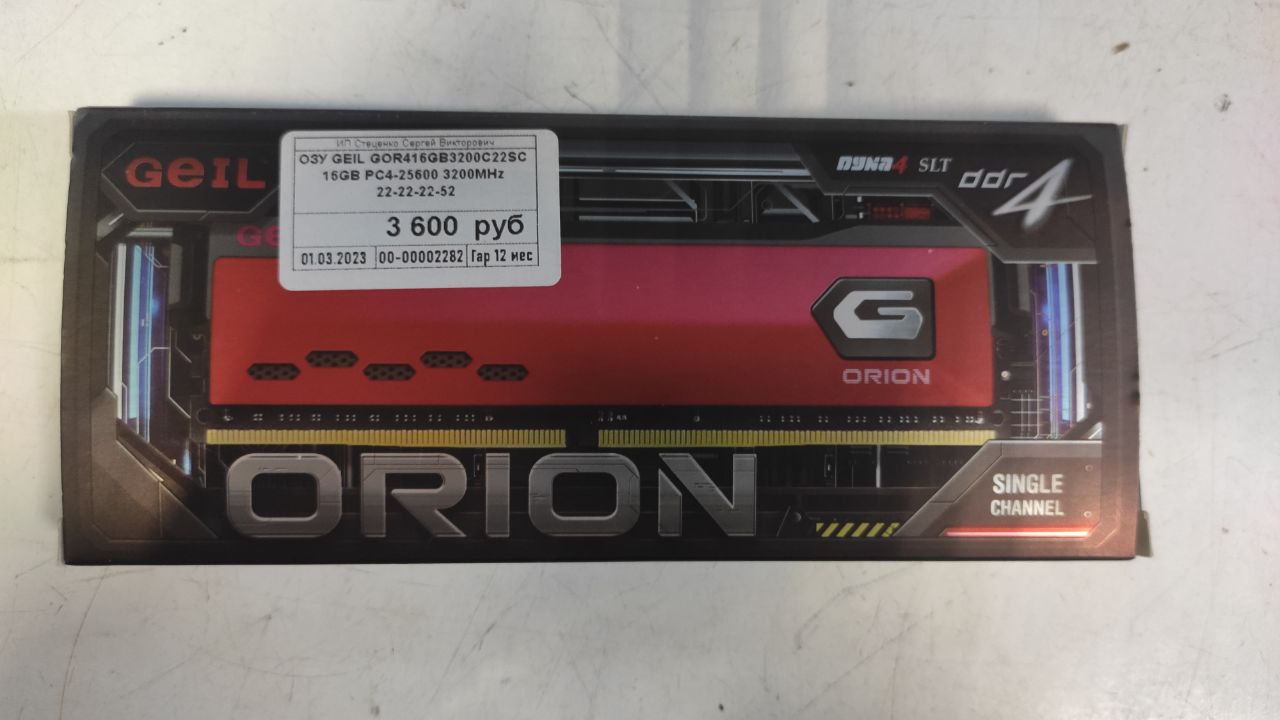 GeIL
ИП Стеценко Сергей Викторович
ОЗУ GEIL GOR416GB3200C22SC
16GB PC4-25600 3200MHz
22-22-22-52
3 600 руб
01.03.2023 00-00002282 Гар 12 мес
DYNA4 SLT
ddr4
GE
G
ORION
ORION
SINGLE
CHANNEL